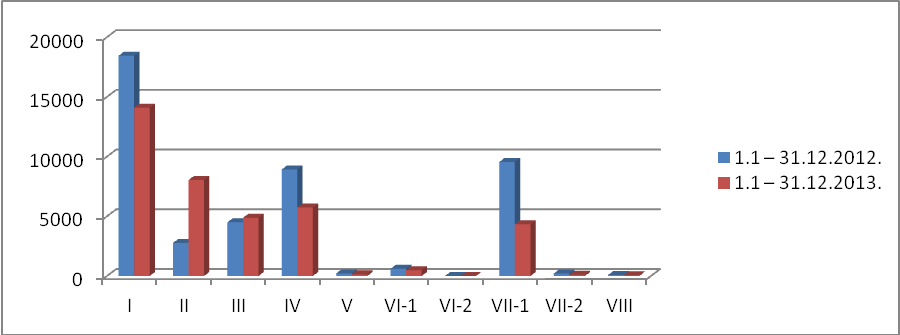 20000
15000
10000
5000
0
I II III IV V VI-1 VI-2 VII-1 VII-2 VIII
1.1 – 31.12.2012.
1.1 – 31.12.2013.